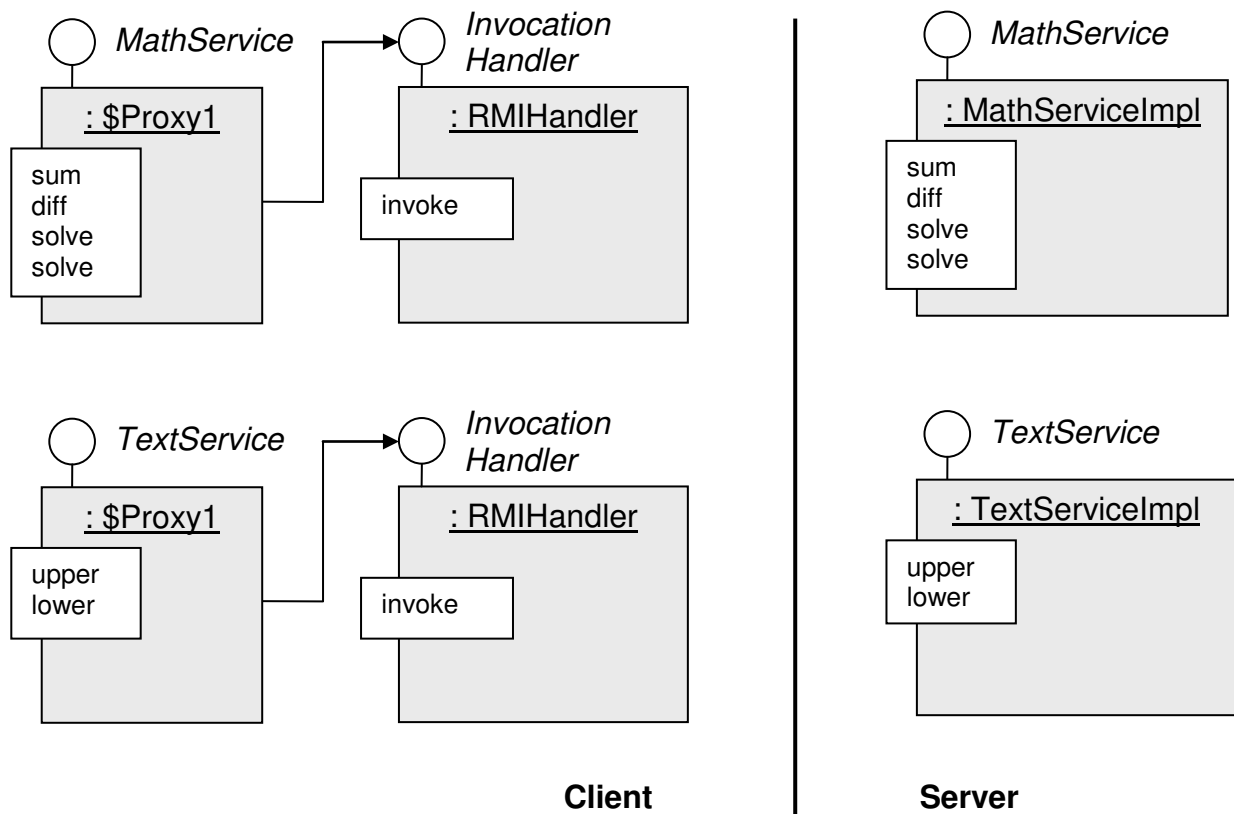 MathService
Invocation
Handler
: $Proxy1
sum
diff
solve
solve
: RMIHandler
invoke
MathService
: MathServiceImpl
sum
diff
solve
solve
TextService
Invocation
Handler
: $Proxy1
upper
lower
: RMIHandler
invoke
TextService
: TextServiceImpl
upper
lower
Client
Server